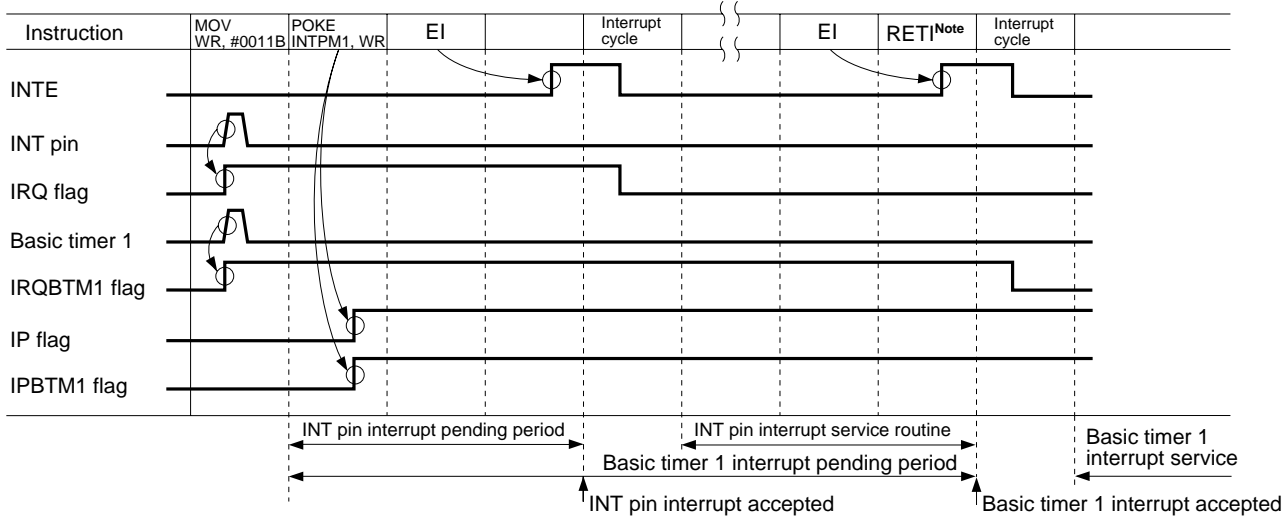 Instruction
MOV
WR, #0011B
POKE
INTPM1, WR
EI
Interrupt
cycle
EI
RETINote
Interrupt
cycle
INTE
INT pin
IRQ flag
Basic timer 1
IRQBTM1 flag
IP flag
IPBTM1 flag
INT pin interrupt pending period
INT pin interrupt service routine
Basic timer 1
interrupt service
Basic timer 1 interrupt pending period
INT pin interrupt accepted
Basic timer 1 interrupt accepted